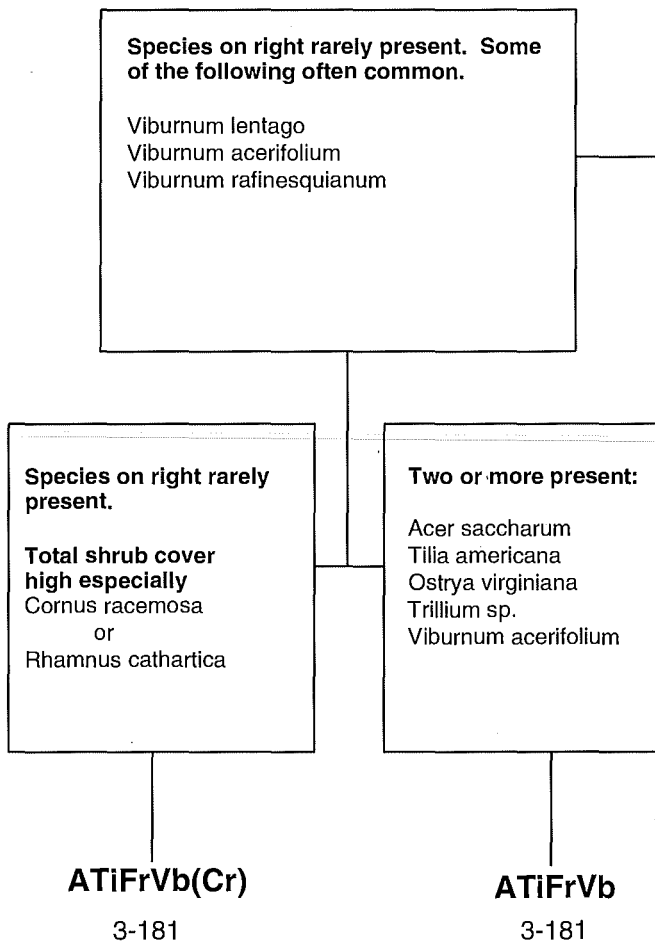 Species on right rarely present. Some
of the following often common.
Viburnum lentago
Viburnum acerifolium
Viburnum rafinesquianum
Species on right rarely
present.
Total shrub cover
high especially
Cornus racemosa
or
Rhamnus cathartica
Two or more present:
Acer saccharum
Tilia americana
Ostrya virginiana
Trillium sp.
Viburnum acerifolium
ATiFrVb(Cr)
3-181
ATiFrVb
3-181